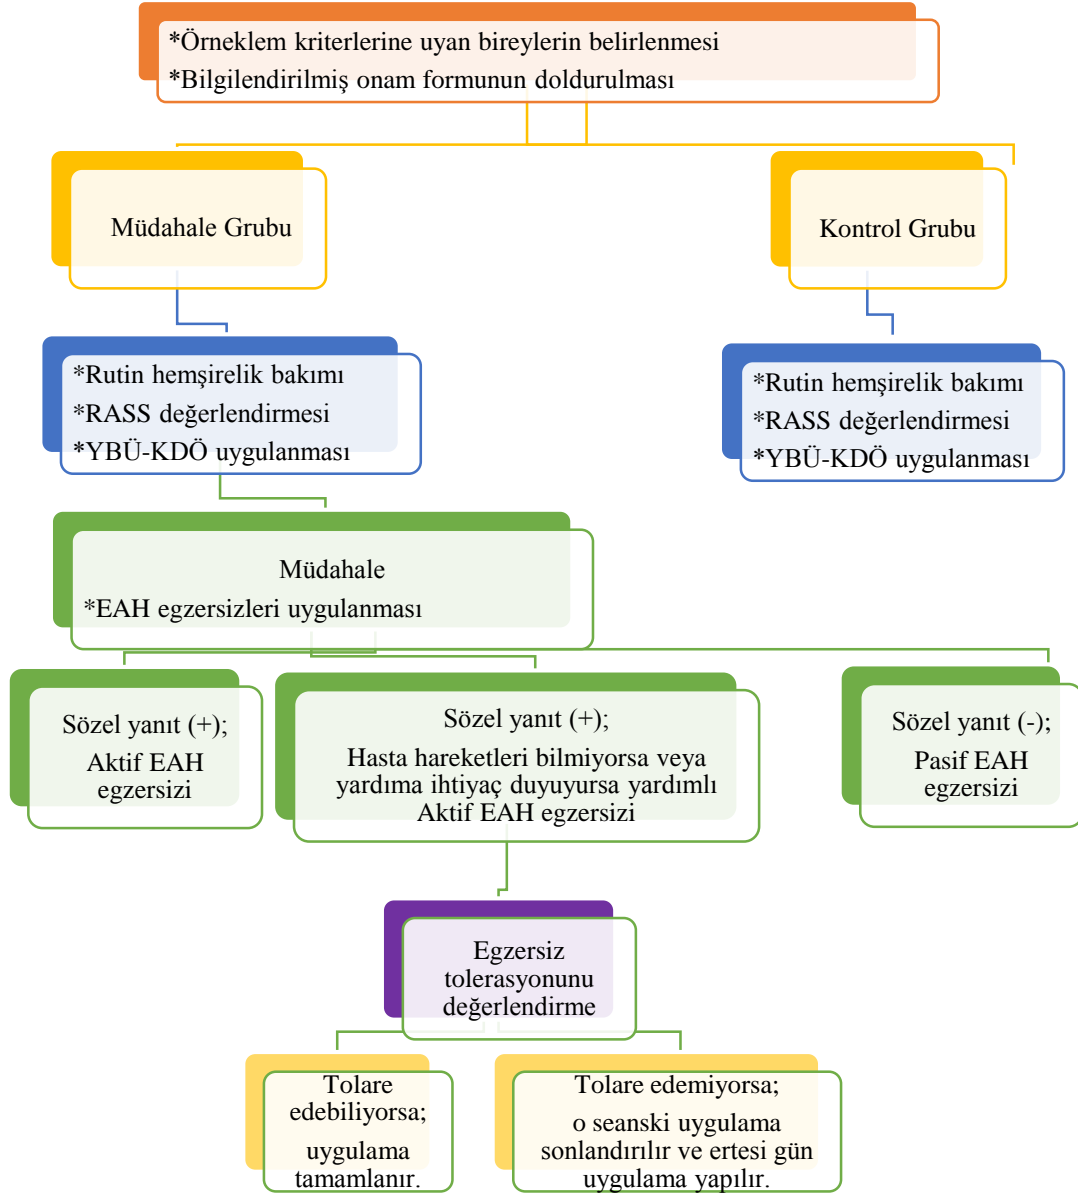 *Örneklem kriterlerine uyan bireylerin belirlenmesi
*Bilgilendirilmiş onam formunun doldurulması
Müdahale Grubu
Kontrol Grubu
*Rutin hemşirelik bakımı
*RASS değerlendirmesi
*YBÜ-KDÖ uygulanması
*Rutin hemşirelik bakımı
*RASS değerlendirmesi
*YBÜ-KDÖ uygulanması
Müdahale
*EAH egzersizleri uygulanması
Sözel yanıt (+);
Aktif EAH
egzersizi
Sözel yanıt (+);
Hasta hareketleri bilmiyorsa veya
yardıma ihtiyaç duyuyursa yardımlı
Aktif EAH egzersizi
Sözel yanıt (-);
Pasif EAH
egzersizi
Egzersiz
tolerasyonunu
değerlendirme
Tolare
edebiliyorsa;
uygulama
tamamlanır.
Tolare edemiyorsa;
o seanski uygulama
sonlandırılır ve ertesi gün
uygulama yapılır.